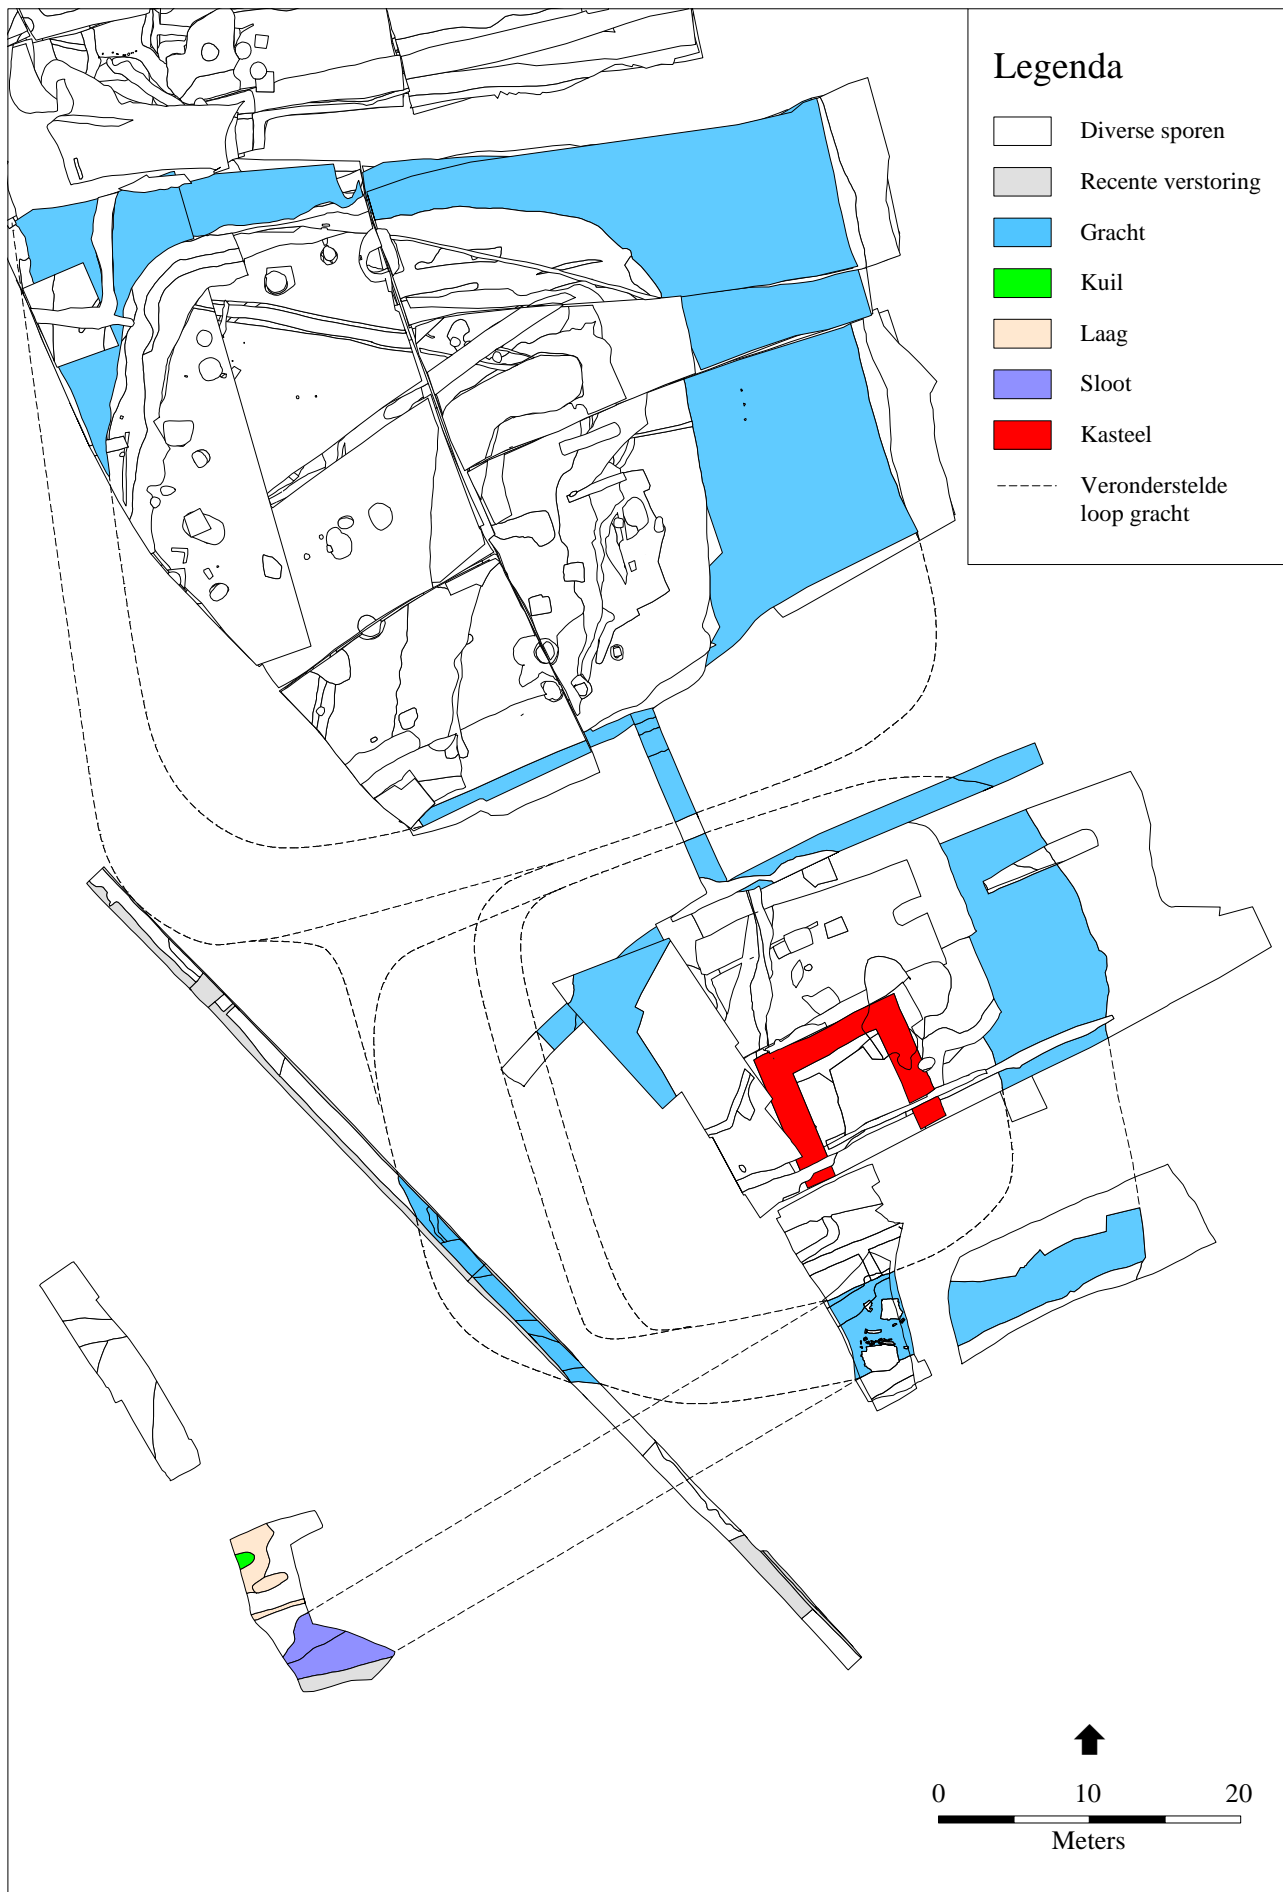 Legenda
Diverse sporen
Recente verstoring
Gracht
Kuil
Laag
Sloot
Kasteel
Veronderstelde
loop gracht
0 10 20
Meters